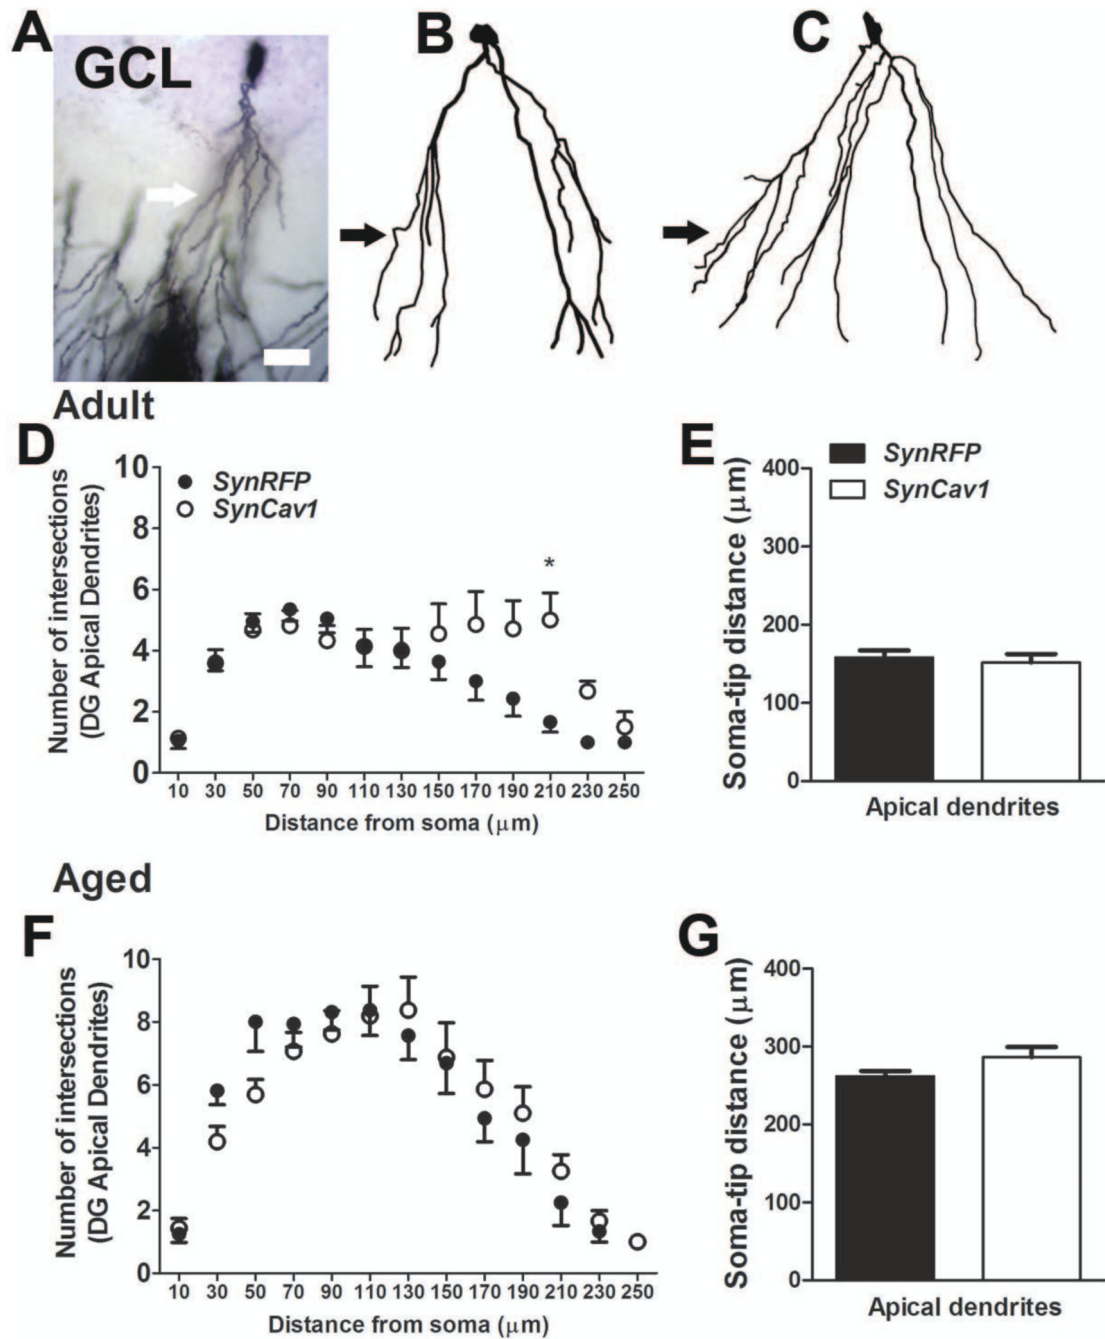 A
GCL
B
C
Adult
D
Number of intersections
(DG Apical Dendrites)
10
8
6
4
2
0
SynRFP
SynCav1
*
10 30 50 70 90 110 130 150 170 190 210 230 250
Distance from soma (μm)
E
Soma-tip distance (μm)
400
300
200
100
0
SynRFP
SynCav1
Apical dendrites
Aged
F
Number of intersections
(DG Apical Dendrites)
10
8
6
4
2
0
10 30 50 70 90 110 130 150 170 190 210 230 250
Distance from soma (μm)
G
Soma-tip distance (μm)
400
300
200
100
0
Apical dendrites